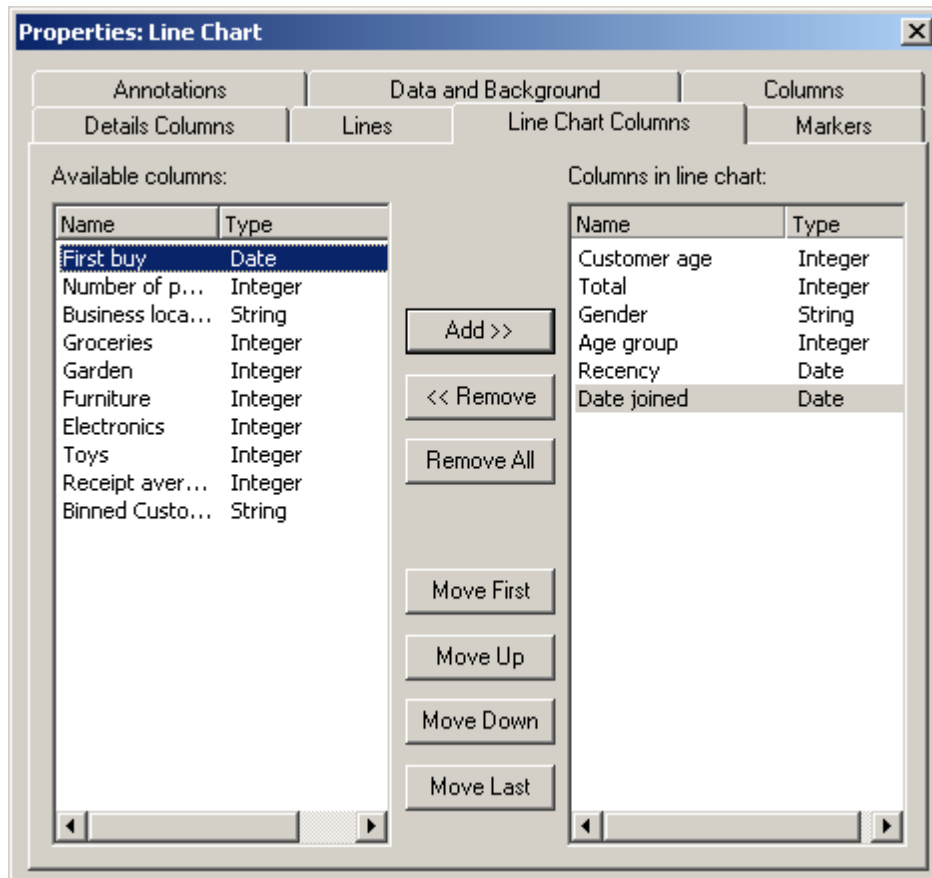 Properties: Line Chart
Annotations Data and Background Columns
Details Columns Lines Line Chart Columns Markers
Available columns:
Name Type
First buy Date
Number of p... Integer
Business loca... String
Groceries Integer
Garden Integer
Furniture Integer
Electronics Integer
Toys Integer
Receipt aver... Integer
Binned Custo... String
Add >>
<< Remove
Remove All
Move First
Move Up
Move Down
Move Last
Columns in line chart:
Name Type
Customer age Integer
Total Integer
Gender String
Age group Integer
Recency Date
Date joined Date